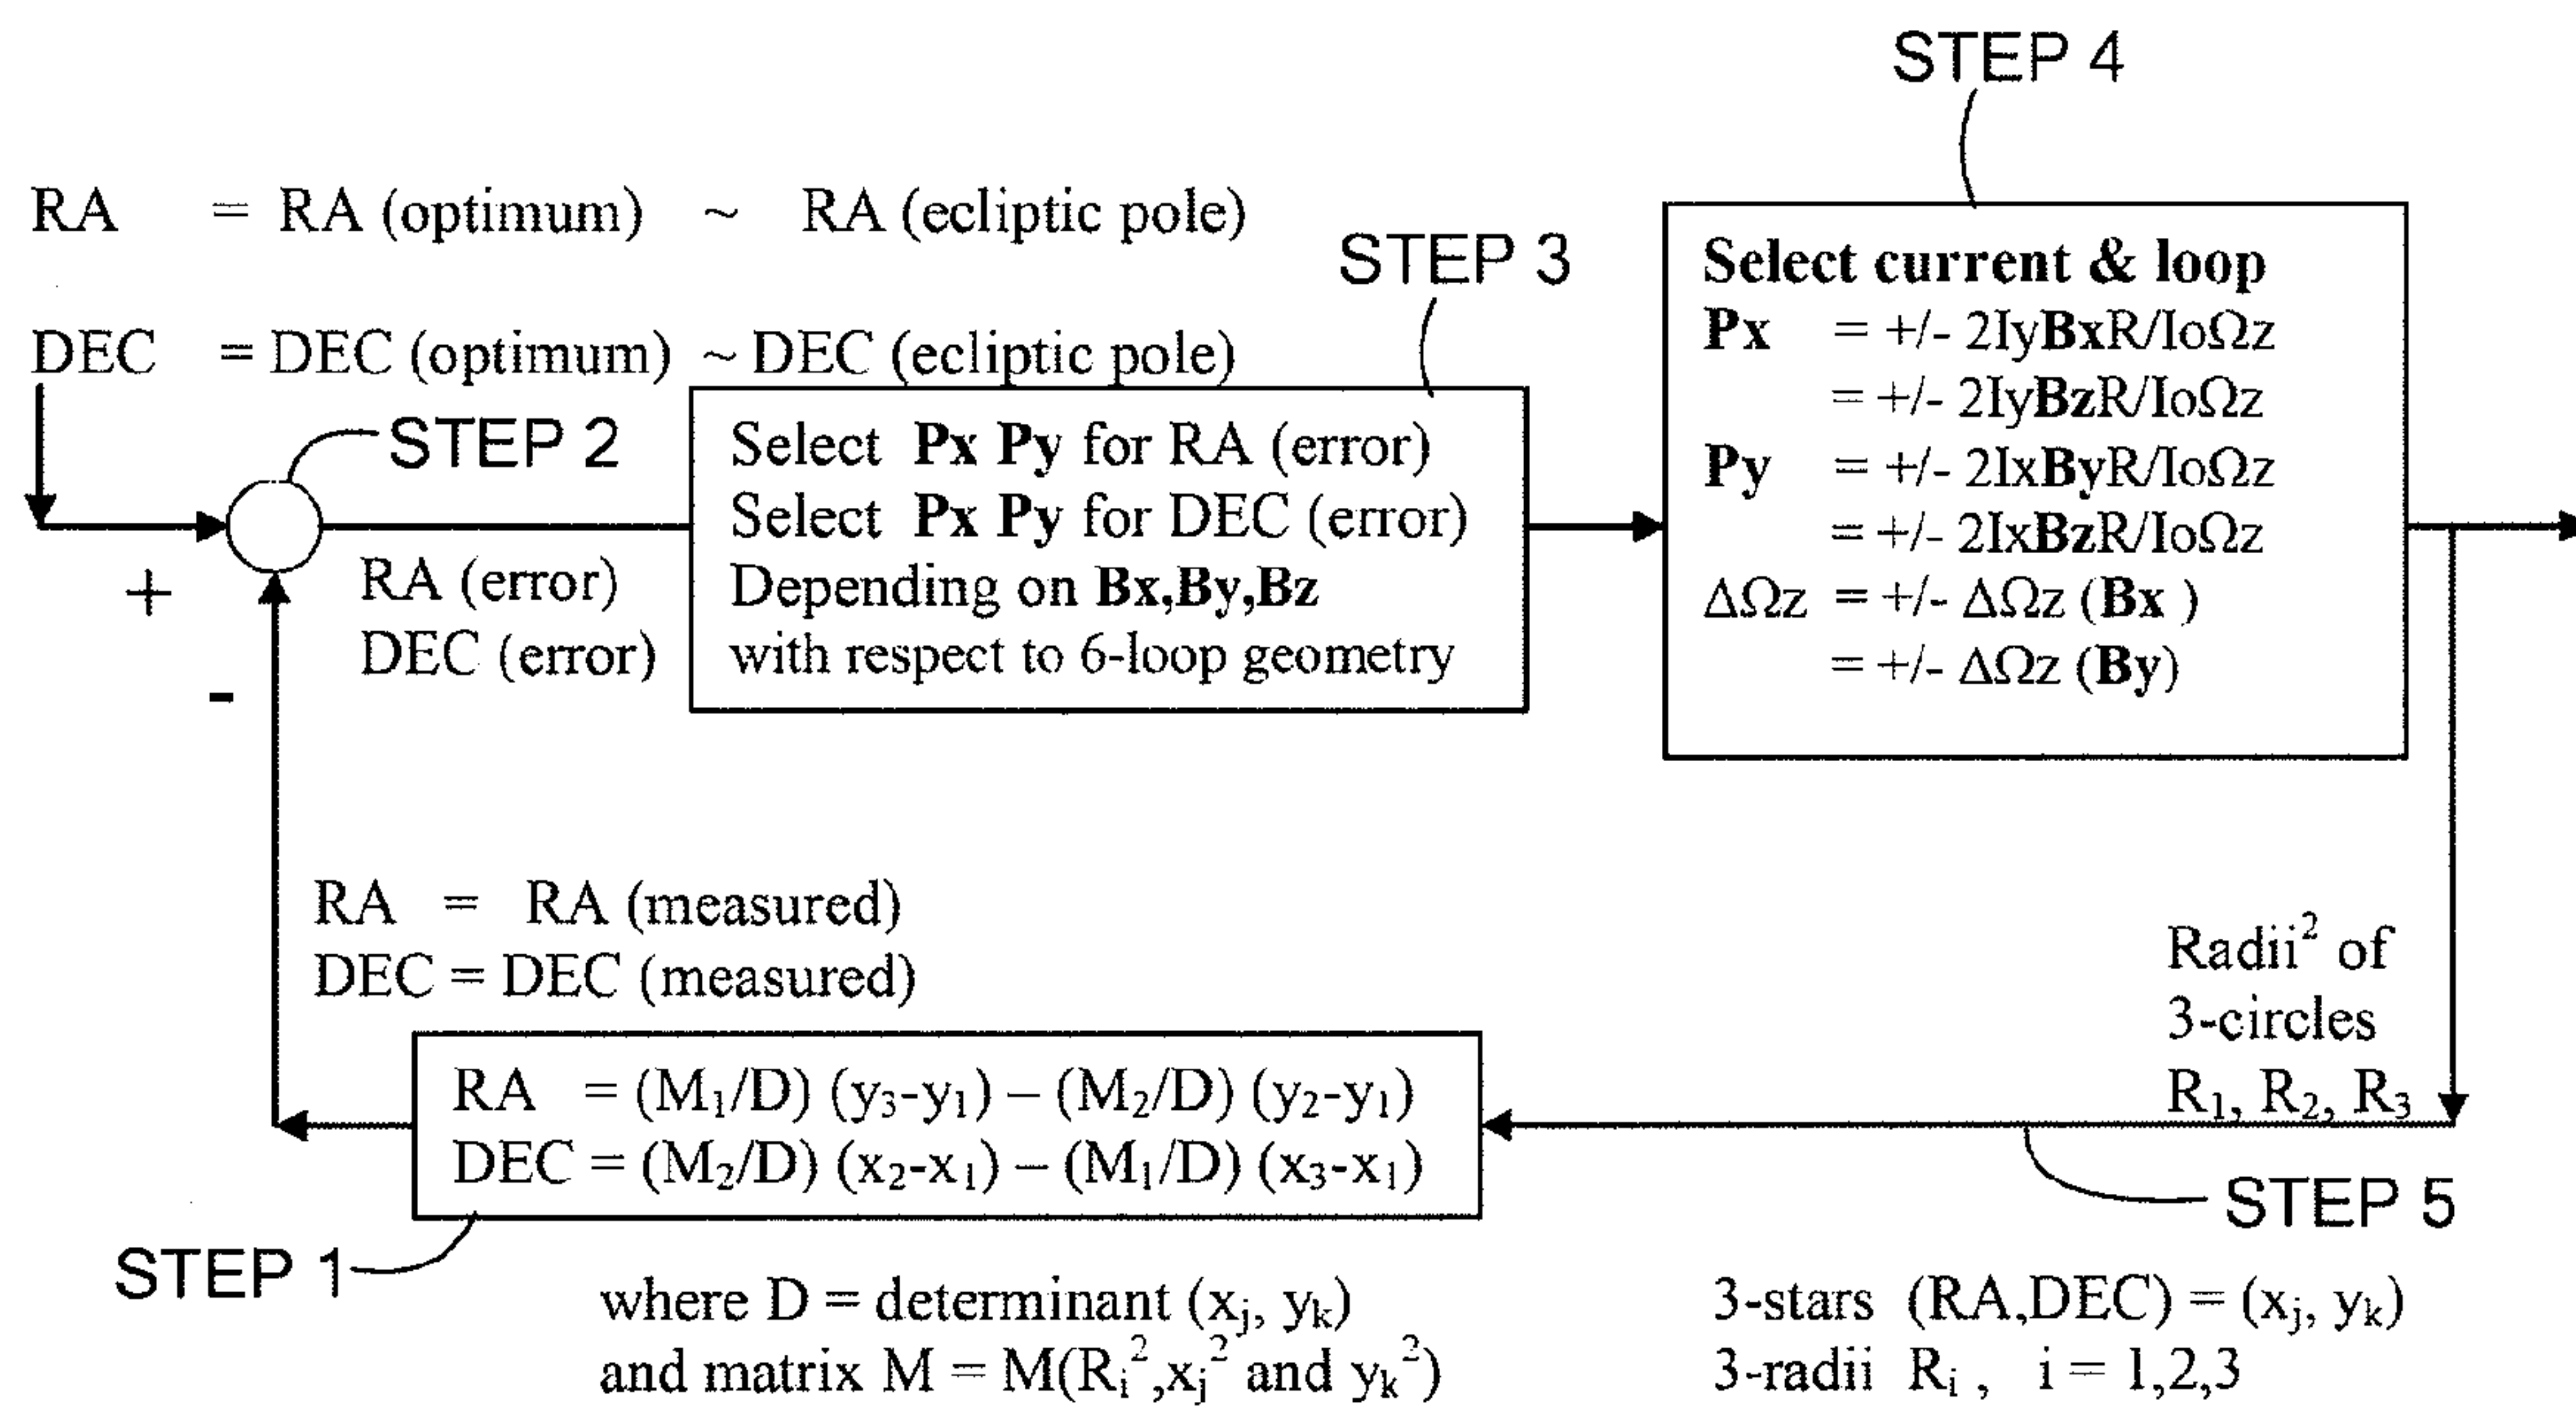 STEP 4
RA = RA (optimum) ~ RA (ecliptic pole)
STEP 3
DEC = DEC (optimum) ~ DEC (ecliptic pole)
STEP 2
Select Px Py for RA (error)
Select Px Py for DEC (error)
Depending on Bx,By,Bz
with respect to 6-loop geometry
Select current & loop
Px = +/- 2IyBxR/IoΩz
= +/- 2IyBzR/IoΩz
Py = +/- 2IxByR/IoΩz
= +/- 2IxBzR/IoΩz
ΔΩz = +/- ΔΩz (Bx )
= +/- ΔΩz (By)
+
RA (error)
DEC (error)
-
RA = RA (measured)
DEC = DEC (measured)
Radii² of
3-circles
R₁, R₂, R₃
RA = (M₁/D) (y₃-y₁) – (M₂/D) (y₂-y₁)
DEC = (M₂/D) (x₂-x₁) – (M₁/D) (x₃-x₁)
STEP 5
STEP 1
where D = determinant (xⱼ, yₖ)
and matrix M = M(Rᵢ²,xⱼ² and yₖ²)
3-stars (RA,DEC) = (xⱼ, yₖ)
3-radii Rᵢ , i = 1,2,3